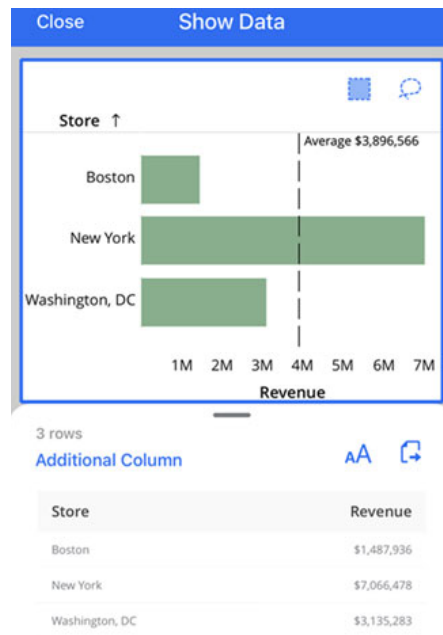 Close Show Data
Store ↑
Average $3,896,566
Boston
New York
Washington, DC
1M 2M 3M 4M 5M 6M 7M
Revenue
3 rows
Additional Column AA
Store Revenue
Boston $1,487,936
New York $7,066,478
Washington, DC $3,135,283